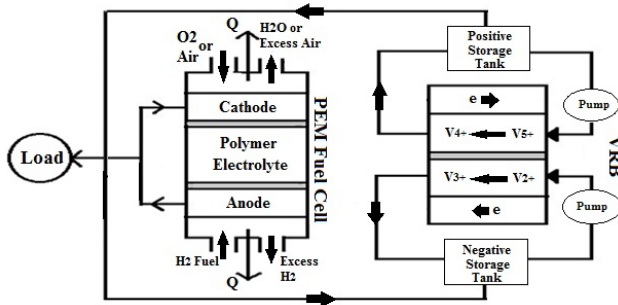 O2
or
Air
Q
H2O or
Excess Air
Cathode
Polymer
Electrolyte
Anode
PEM Fuel Cell
Load
H2 Fuel
Q
Excess
H2
Positive
Storage
Tank
Pump
e
V4+
V5+
V3+
V2+
e
VRB
Pump
Negative
Storage
Tank